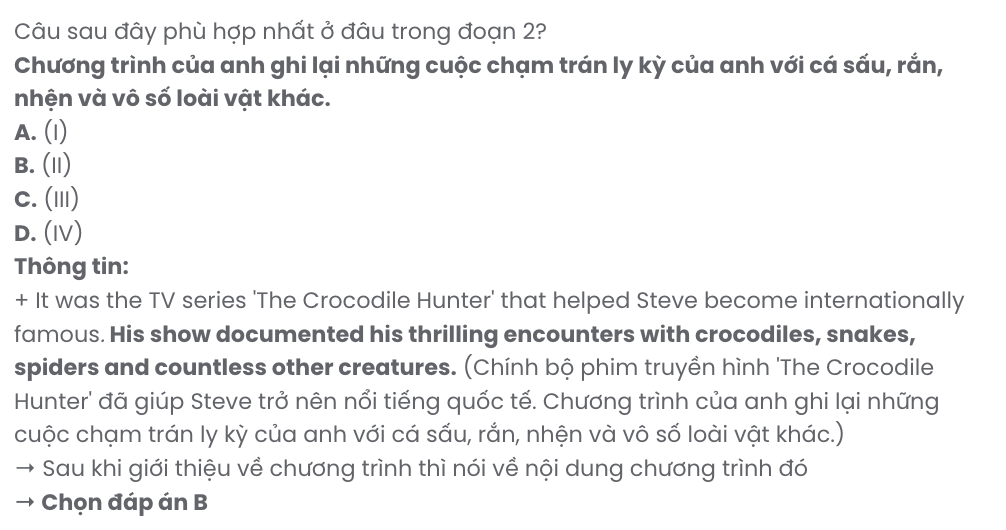 Câu sau đây phù hợp nhất ở đâu trong đoạn 2?
Chương trình của anh ghi lại những cuộc chạm trán ly kỳ của anh với cá sấu, rắn,
nhện và vô số loài vật khác.
A. (I)
B. (II)
C. (III)
D. (IV)
Thông tin:
+ It was the TV series 'The Crocodile Hunter' that helped Steve become internationally
famous. His show documented his thrilling encounters with crocodiles, snakes,
spiders and countless other creatures. (Chính bộ phim truyền hình 'The Crocodile
Hunter' đã giúp Steve trở nên nổi tiếng quốc tế. Chương trình của anh ghi lại những
cuộc chạm trán ly kỳ của anh với cá sấu, rắn, nhện và vô số loài vật khác.)
→ Sau khi giới thiệu về chương trình thì nói về nội dung chương trình đó
→ Chọn đáp án B